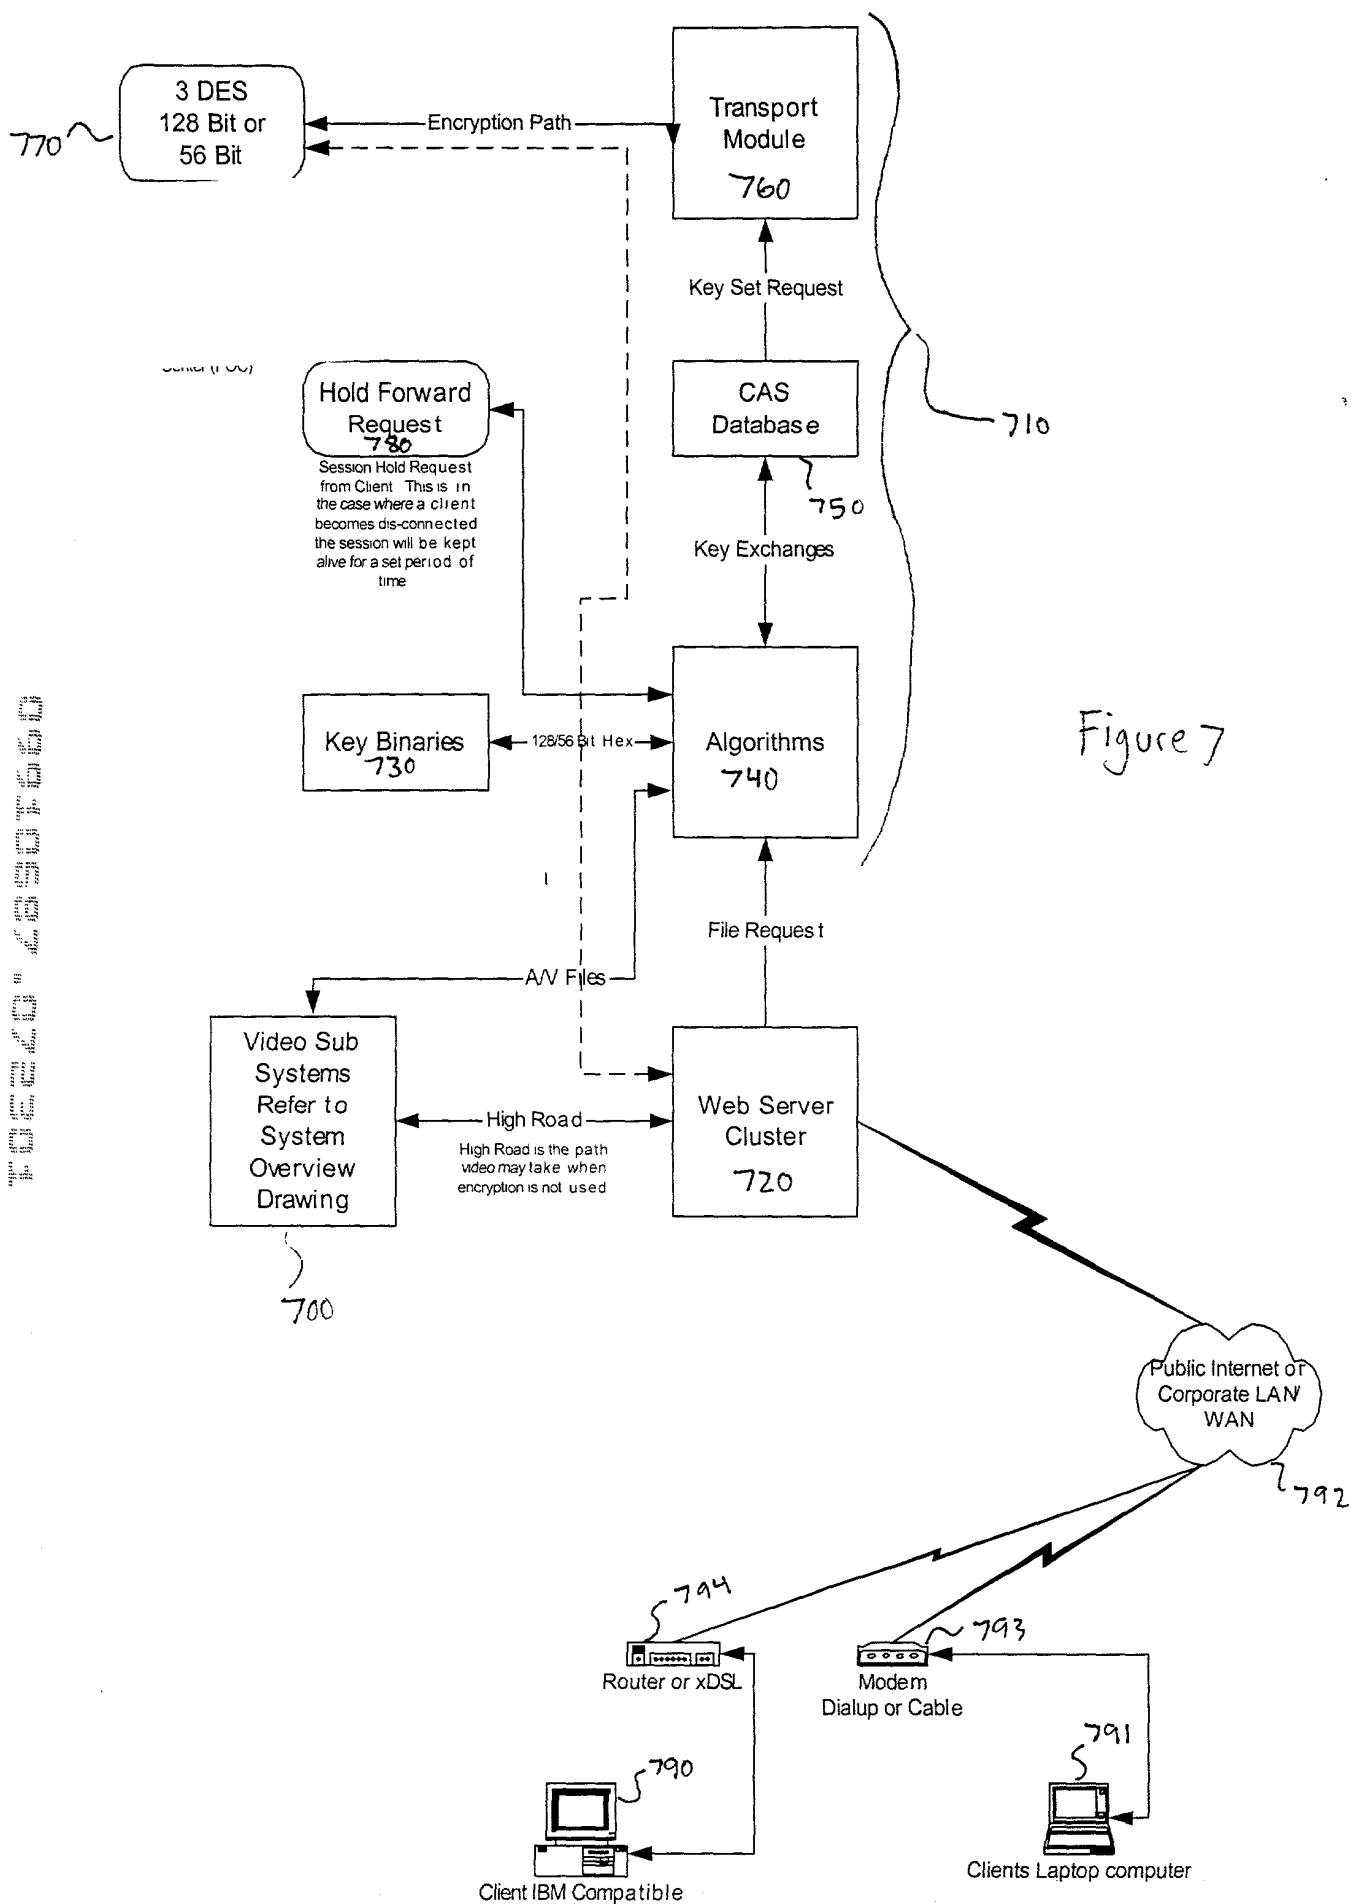 3 DES
128 Bit or
56 Bit
770
Encryption Path
Transport
Module
760
Key Set Request
Hold Forward
Request
780
Session Hold Request
from Client This is in
the case where a client
becomes dis-connected
the session will be kept
alive for a set period of
time
CAS
Database
750
710
Key Exchanges
Key Binaries
730
128/56 Bit Hex
Algorithms
740
Figure 7
File Request
A/V Files
Video Sub
Systems
Refer to
System
Overview
Drawing
700
High Road
High Road is the path
video may take when
encryption is not used
Web Server
Cluster
720
Public Internet or
Corporate LAN/
WAN
792
794
Router or xDSL
793
Modem
Dialup or Cable
790
Client IBM Compatible
791
Clients Laptop computer